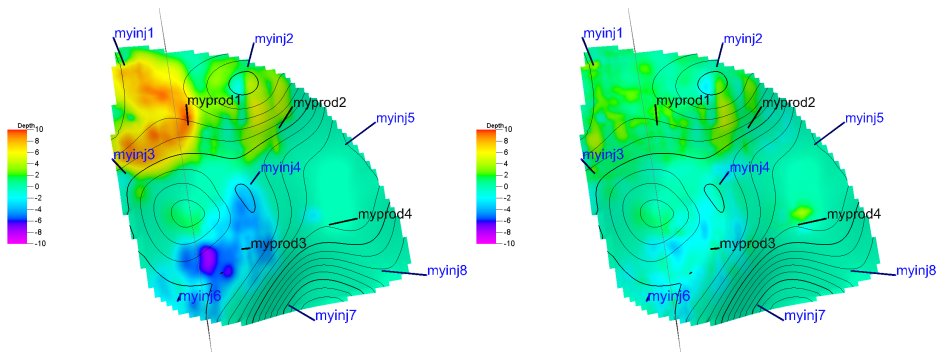 myinj1
myinj2
myprod1
myprod2
myinj5
myinj3
myinj4
myprod4
myprod3
myinj8
myinj6
myinj7
Depth
10
8
6
4
2
0
-2
-4
-6
-8
-10
myinj1
myinj2
myprod1
myprod2
myinj5
myinj3
myinj4
myprod4
myprod3
myinj8
myinj6
myinj7
Depth
10
8
6
4
2
0
-2
-4
-6
-8
-10